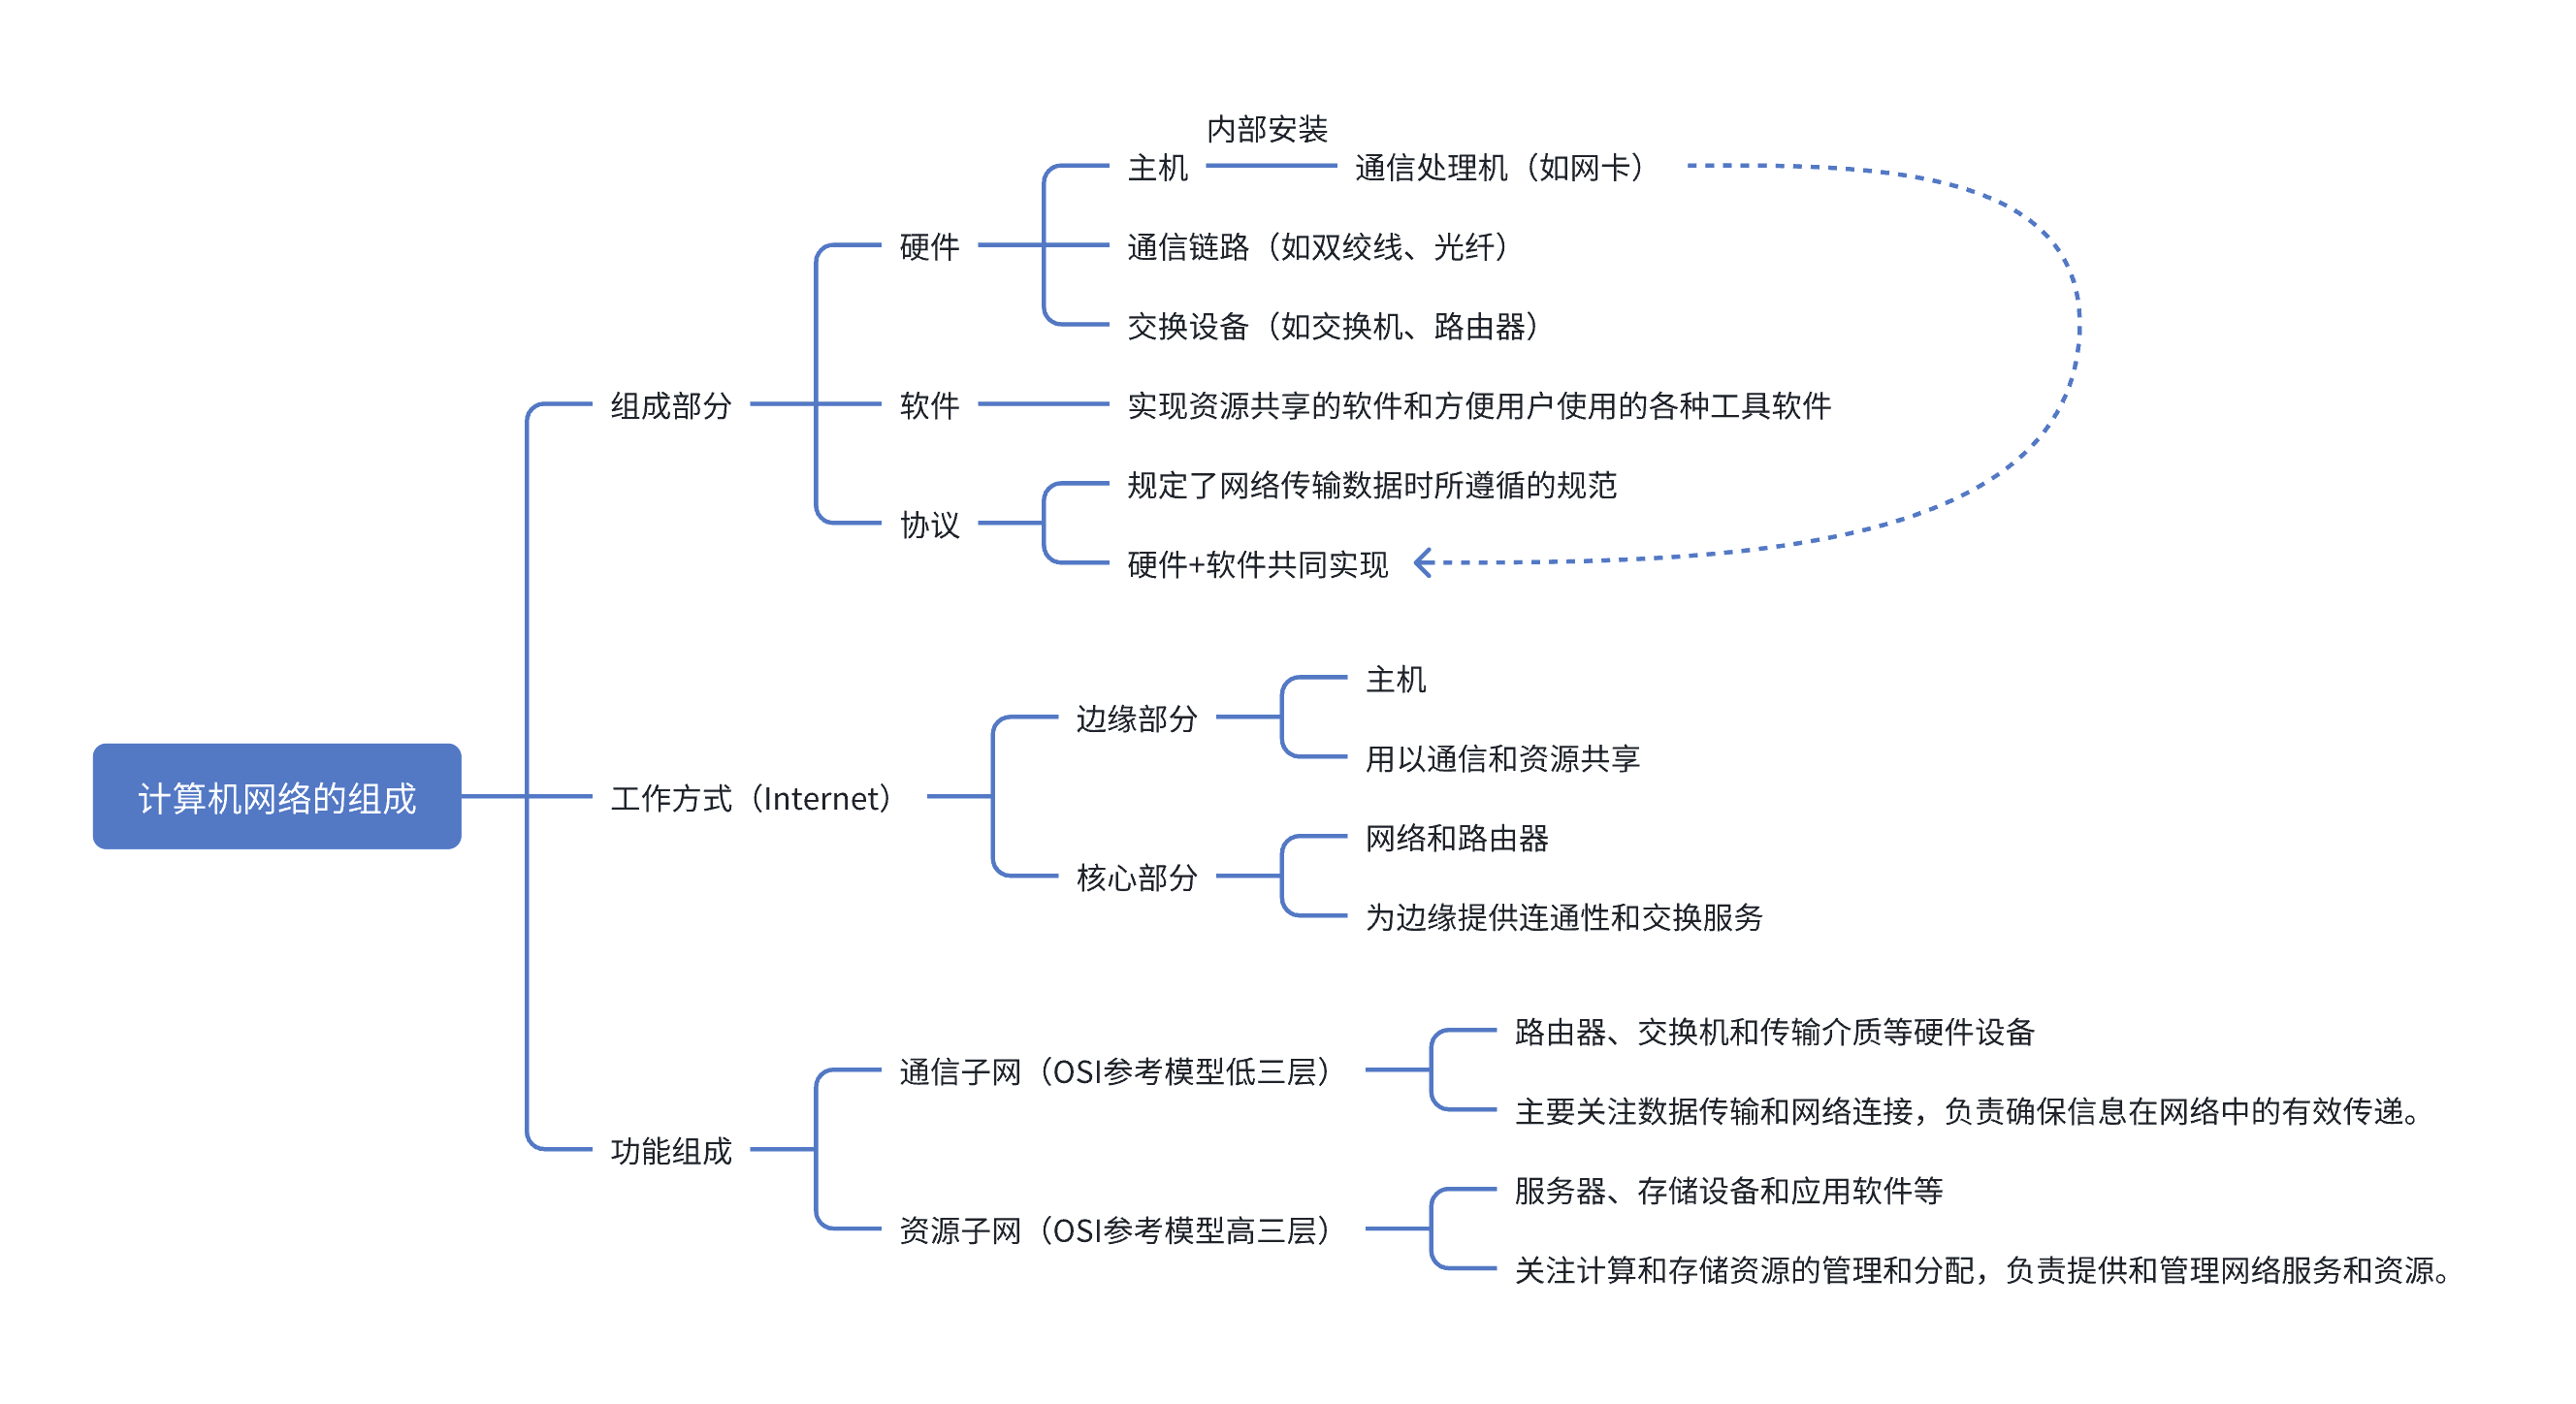 计算机网络的组成
组成部分
硬件
主机
内部安装
通信处理机（如网卡）
通信链路（如双绞线、光纤）
交换设备（如交换机、路由器）
软件
实现资源共享的软件和方便用户使用的各种工具软件
协议
规定了网络传输数据时所遵循的规范
硬件+软件共同实现
工作方式（Internet）
边缘部分
主机
用以通信和资源共享
核心部分
网络和路由器
为边缘提供连通性和交换服务
功能组成
通信子网（OSI参考模型低三层）
路由器、交换机和传输介质等硬件设备
主要关注数据传输和网络连接，负责确保信息在网络中的有效传递。
资源子网（OSI参考模型高三层）
服务器、存储设备和应用软件等
关注计算和存储资源的管理和分配，负责提供和管理网络服务和资源。